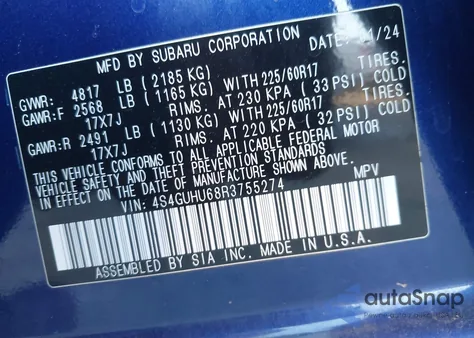 MFD BY SUBARU CORPORATION DATE: 01/24
GVWR: 4817 LB (2185 KG)
GAWR:F 2568 LB (1165 KG) WITH 225/60R17 TIRES.
17X7J RIMS. AT 230 KPA (33 PSI) COLD
GAWR:R 2491 LB (1130 KG) WITH 225/60R17 TIRES.
17X7J RIMS. AT 220 KPA (32 PSI) COLD
THIS VEHICLE CONFORMS TO ALL APPLICABLE FEDERAL MOTOR
VEHICLE SAFETY AND THEFT PREVENTION STANDARDS
IN EFFECT ON THE DATE OF MANUFACTURE SHOWN ABOVE.
VIN: 4S4GUHU68R3755274 MPV
ASSEMBLED BY SIA INC. MADE IN U.S.A.
autoSnap